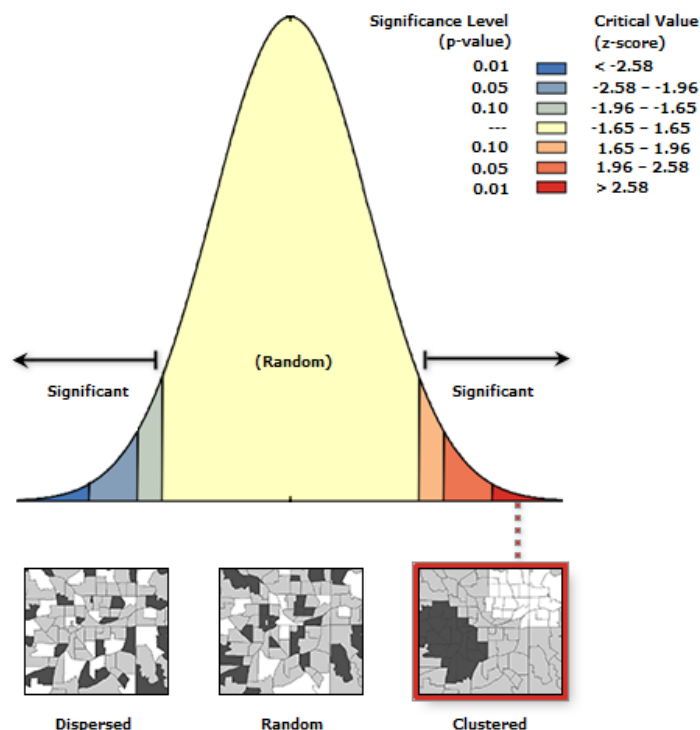 Significance Level Critical Value
(p-value) (z-score)
0.01 < -2.58
0.05 -2.58 – -1.96
0.10 -1.96 – -1.65
--- -1.65 – 1.65
0.10 1.65 – 1.96
0.05 1.96 – 2.58
0.01 > 2.58
(Random)
Significant Significant
Dispersed Random Clustered